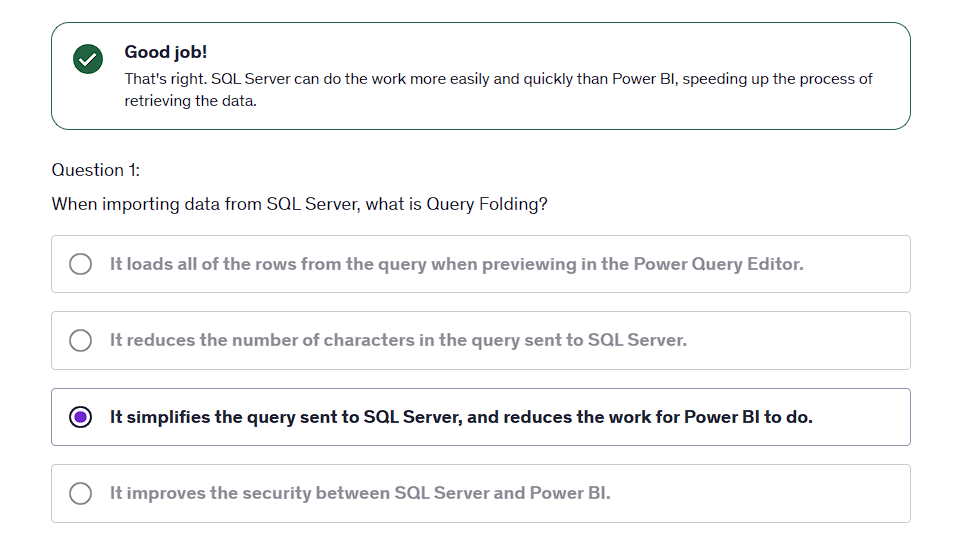 Good job!
That's right. SQL Server can do the work more easily and quickly than Power BI, speeding up the process of
retrieving the data.
Question 1:
When importing data from SQL Server, what is Query Folding?
It loads all of the rows from the query when previewing in the Power Query Editor.
It reduces the number of characters in the query sent to SQL Server.
It simplifies the query sent to SQL Server, and reduces the work for Power BI to do.
It improves the security between SQL Server and Power BI.